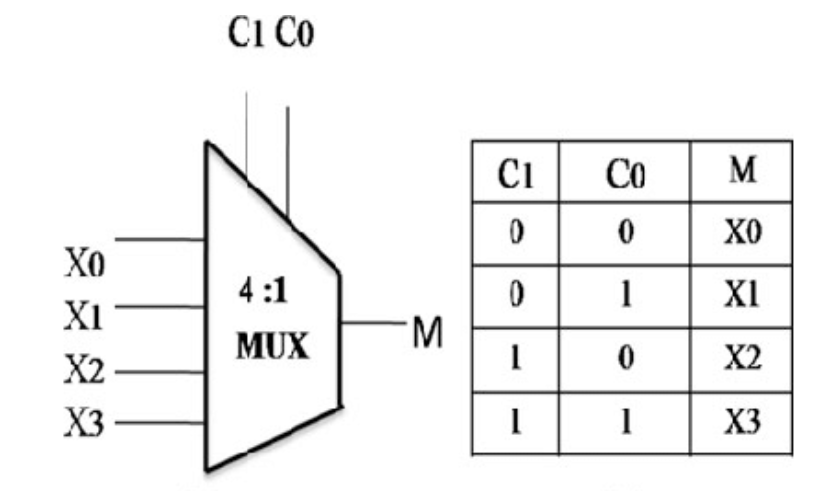 C1 C0
X0
X1
X2
X3
4 :1
MUX
M
C1 C0 M
0 0 X0
0 1 X1
1 0 X2
1 1 X3